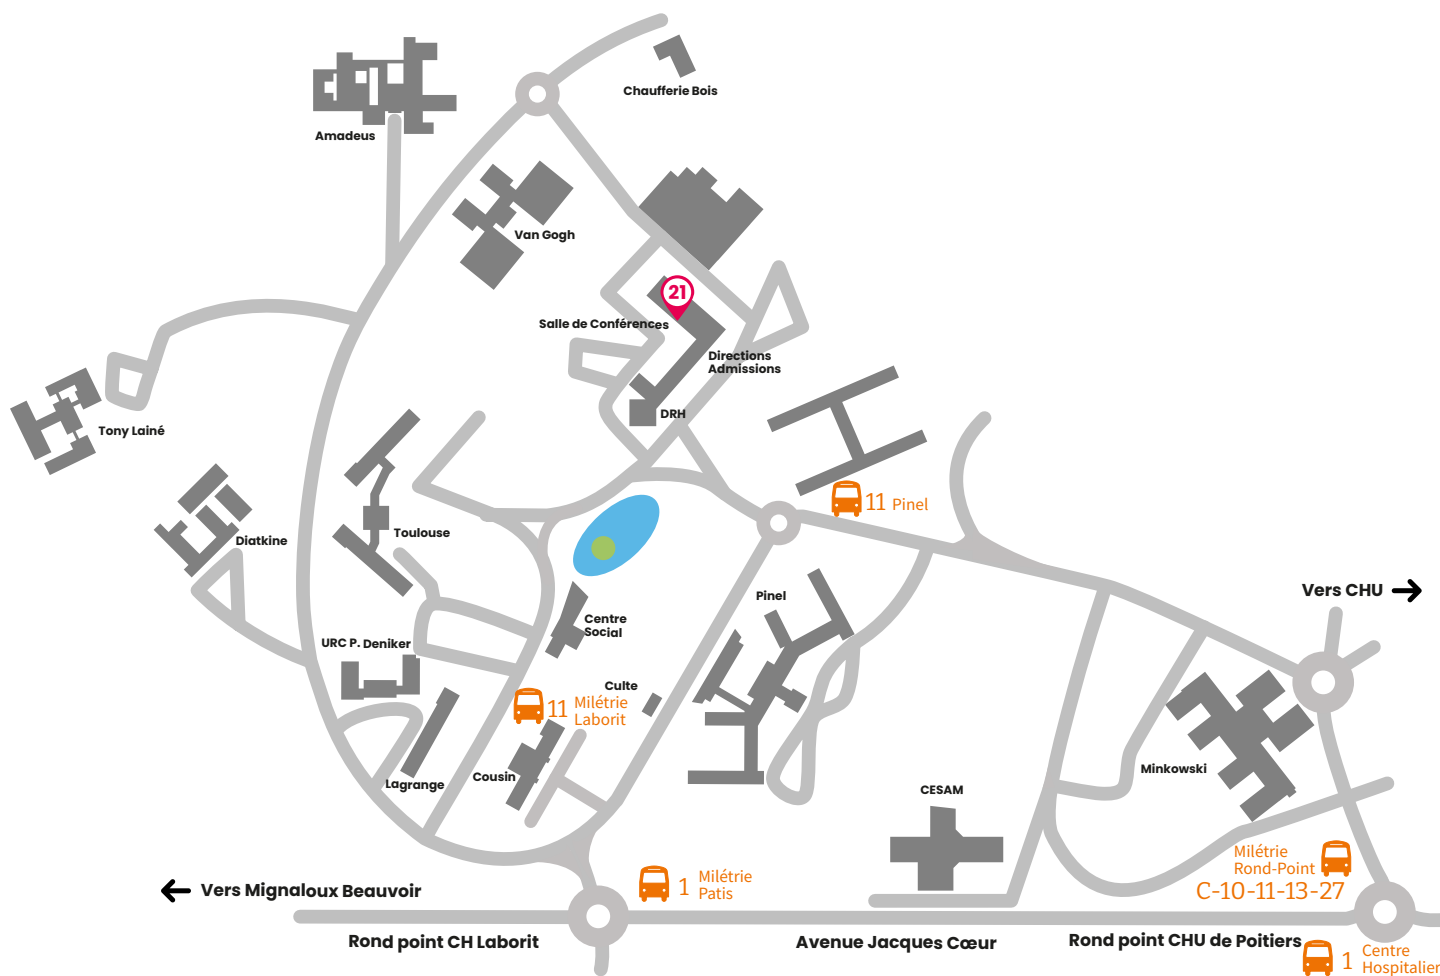 Chaufferie Bois
Amadeus
Van Gogh
21
Salle de Conférences
Directions
Admissions
DRH
Tony Lainé
11 Pinel
Toulouse
Diatkine
Vers CHU
Pinel
Centre
Social
URC P. Deniker
Culte
11 Milétrie
Laborit
Minkowski
Cousin
Lagrange
CESAM
Milétrie
Rond-Point
C-10-11-13-27
1 Milétrie
Patis
Vers Mignaloux Beauvoir
Rond point CH Laborit
Avenue Jacques Cœur
Rond point CHU de Poitiers
1 Centre
Hospitalier